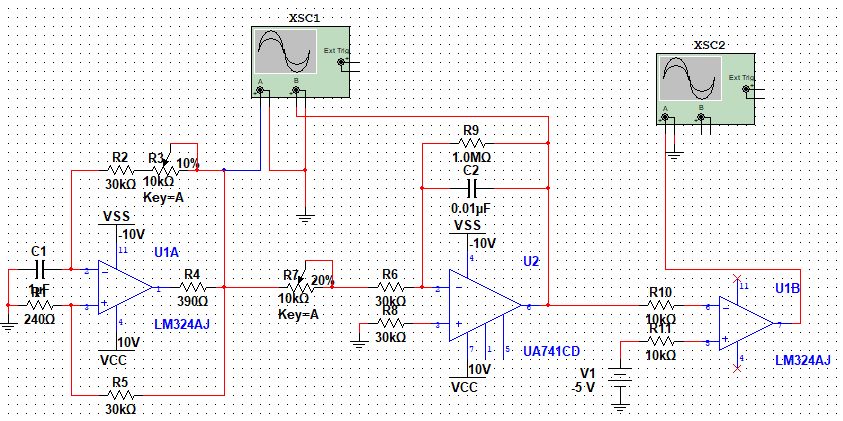 XSC1
Ext Trig
A
B
XSC2
Ext Trig
A
B
R2
30kΩ
R3
10kΩ
10%
Key=A
R9
1.0MΩ
C2
0.01µF
VSS
-10V
11
U1A
C1
1µF
R1
240Ω
2
3
1
4
LM324AJ
10V
VCC
R4
390Ω
R5
30kΩ
R7
10kΩ
20%
Key=A
R6
30kΩ
R8
30kΩ
VSS
-10V
4
U2
2
3
6
7
1
5
UA741CD
10V
VCC
R10
10kΩ
R11
10kΩ
V1
-5 V
11
U1B
6
5
7
4
LM324AJ